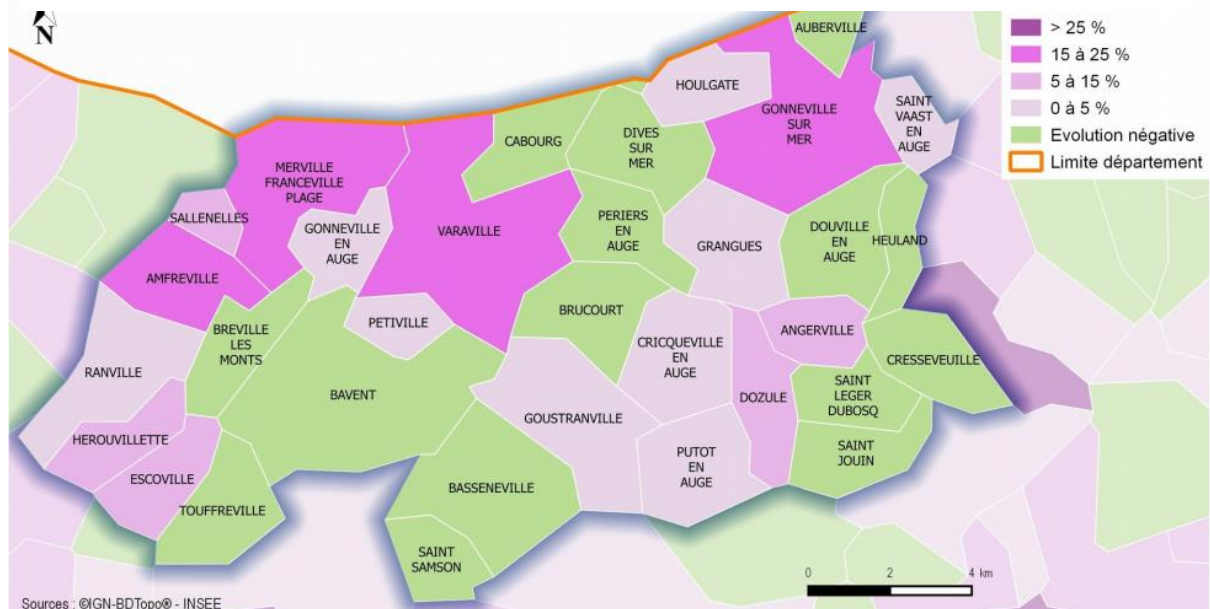 N
> 25 %
15 à 25 %
5 à 15 %
0 à 5 %
Evolution négative
Limite département
AUBERVILLE
HOULGATE
GONNEVILLE
SUR
MER
SAINT
VAAST
EN
AUGE
CABOURG
DIVES
SUR
MER
MERVILLE
FRANCEVILLE
PLAGE
SALLENELLES
GONNEVILLE
EN
AUGE
VARAVILLE
PERIERS
EN
AUGE
GRANGUES
DOUVILLE
EN
AUGE
HEULAND
AMFREVILLE
PETIVILLE
BRUCOURT
BREVILLE
LES
MONTS
CRICQUEVILLE
EN
AUGE
ANGERVILLE
CRESSEVEUILLE
RANVILLE
BAVENT
DOZULE
SAINT
LEGER
DUBOSQ
GOUSTRANVILLE
HEROUVILLETTE
PUTOT
EN
AUGE
SAINT
JOUIN
ESCOVILLE
BASSENEVILLE
TOUFFREVILLE
SAINT
SAMSON
0 2 4 km
Sources : ©IGN-BDTopo® - INSEE